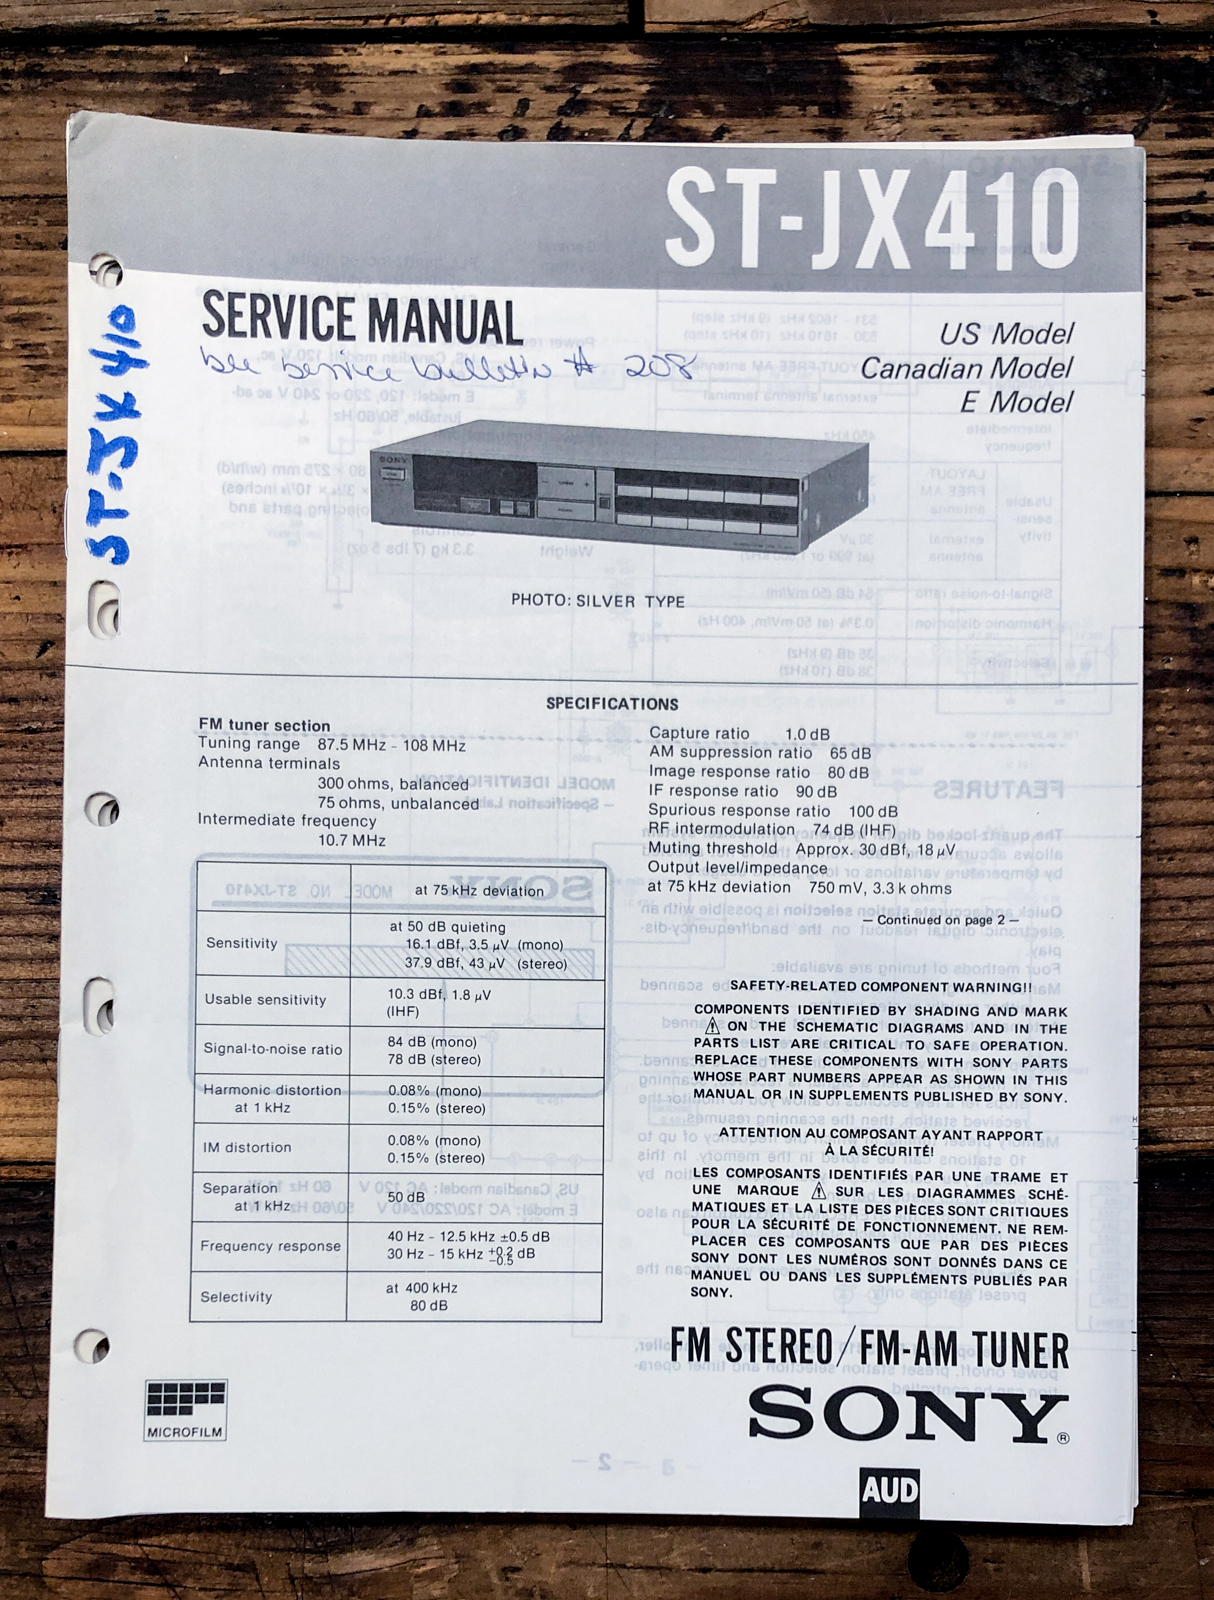 ST-JX410
SERVICE MANUAL
see service bulletin # 208
US Model
Canadian Model
E Model
ST-JX410
SONY
PHOTO: SILVER TYPE
SPECIFICATIONS
FM tuner section
Tuning range 87.5 MHz - 108 MHz
Antenna terminals
300 ohms, balanced
75 ohms, unbalanced
Intermediate frequency
10.7 MHz
at 75 kHz deviation
Sensitivity
at 50 dB quieting
16.1 dBf, 3.5 μV (mono)
37.9 dBf, 43 μV (stereo)
Usable sensitivity
10.3 dBf, 1.8 μV
(IHF)
Signal-to-noise ratio
84 dB (mono)
78 dB (stereo)
Harmonic distortion
at 1 kHz
0.08% (mono)
0.15% (stereo)
IM distortion
0.08% (mono)
0.15% (stereo)
Separation
at 1 kHz
50 dB
Frequency response
40 Hz - 12.5 kHz ±0.5 dB
30 Hz - 15 kHz +0.2 −0.5 dB
Selectivity
at 400 kHz
80 dB
Capture ratio 1.0 dB
AM suppression ratio 65 dB
Image response ratio 80 dB
IF response ratio 90 dB
Spurious response ratio 100 dB
RF intermodulation 74 dB (IHF)
Muting threshold Approx. 30 dBf, 18 μV
Output level/impedance
at 75 kHz deviation 750 mV, 3.3 k ohms
— Continued on page 2 —
SAFETY-RELATED COMPONENT WARNING!!
COMPONENTS IDENTIFIED BY SHADING AND MARK
⚠ ON THE SCHEMATIC DIAGRAMS AND IN THE
PARTS LIST ARE CRITICAL TO SAFE OPERATION.
REPLACE THESE COMPONENTS WITH SONY PARTS
WHOSE PART NUMBERS APPEAR AS SHOWN IN THIS
MANUAL OR IN SUPPLEMENTS PUBLISHED BY SONY.
ATTENTION AU COMPOSANT AYANT RAPPORT
À LA SÉCURITÉ!
LES COMPOSANTS IDENTIFIÉS PAR UNE TRAME ET
UNE MARQUE ⚠ SUR LES DIAGRAMMES SCHÉ-
MATIQUES ET LA LISTE DES PIÈCES SONT CRITIQUES
POUR LA SÉCURITÉ DE FONCTIONNEMENT. NE REM-
PLACER CES COMPOSANTS QUE PAR DES PIÈCES
SONY DONT LES NUMÉROS SONT DONNÉS DANS CE
MANUEL OU DANS LES SUPPLÉMENTS PUBLIÉS PAR
SONY.
FM STEREO/FM-AM TUNER
SONY®
MICROFILM
AUD